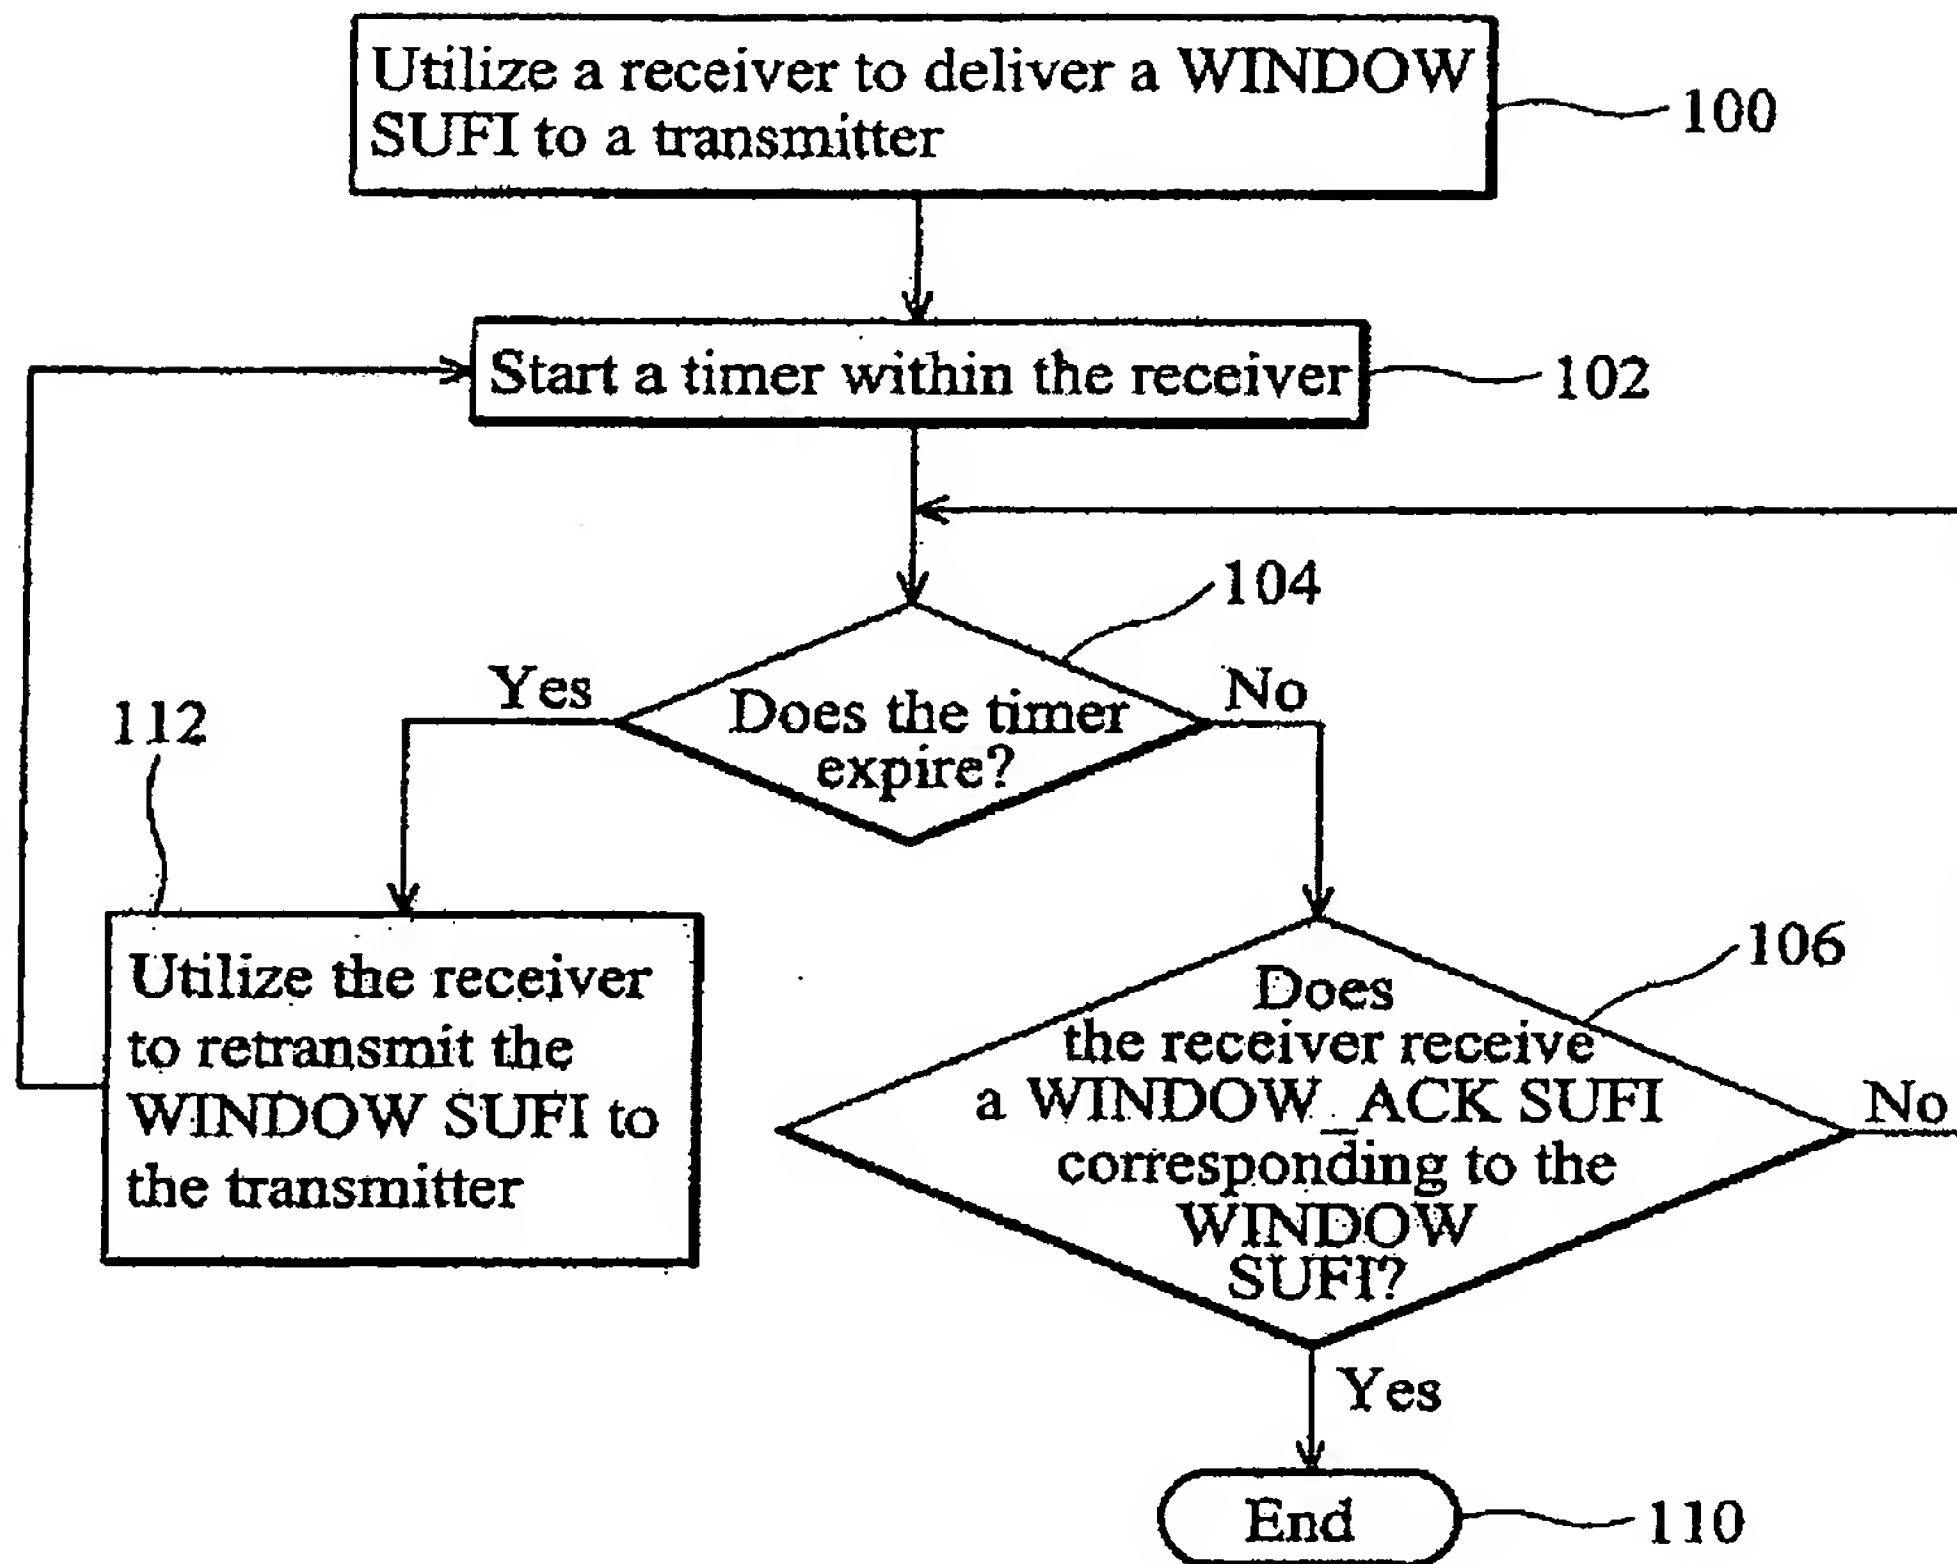 Utilize a receiver to deliver a WINDOW
SUFI to a transmitter
100
Start a timer within the receiver
102
104
Yes
No
Does the timer
expire?
112
Utilize the receiver
to retransmit the
WINDOW SUFI to
the transmitter
106
Does
the receiver receive
a WINDOW_ACK SUFI
corresponding to the
WINDOW
SUFI?
No
Yes
End
110